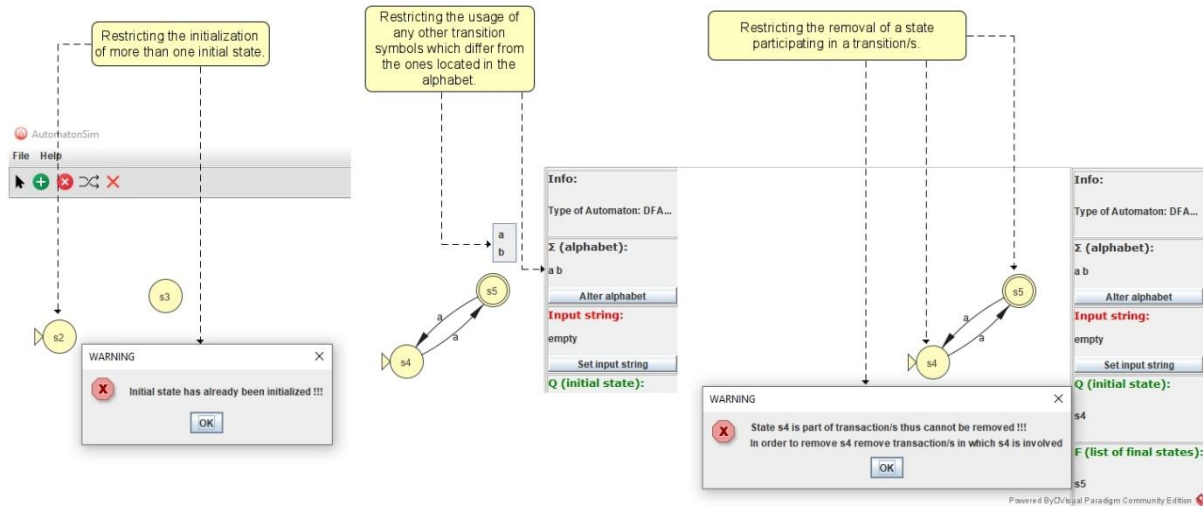 Restricting the initialization
of more than one initial state.
Restricting the usage of
any other transition
symbols which differ from
the ones located in the
alphabet.
Restricting the removal of a state
participating in a transition/s.
AutomatonSim
File Help
s3
s2
WARNING
Initial state has already been initialized !!!
OK
a
b
s5
a
a
s4
Info:
Type of Automaton: DFA...
Σ (alphabet):
a b
Alter alphabet
Input string:
empty
Set input string
Q (initial state):
s5
a
a
s4
WARNING
State s4 is part of transaction/s thus cannot be removed !!!
In order to remove s4 remove transaction/s in which s4 is involved
OK
Info:
Type of Automaton: DFA...
Σ (alphabet):
a b
Alter alphabet
Input string:
empty
Set input string
Q (initial state):
s4
F (list of final states):
s5
Powered By Visual Paradigm Community Edition